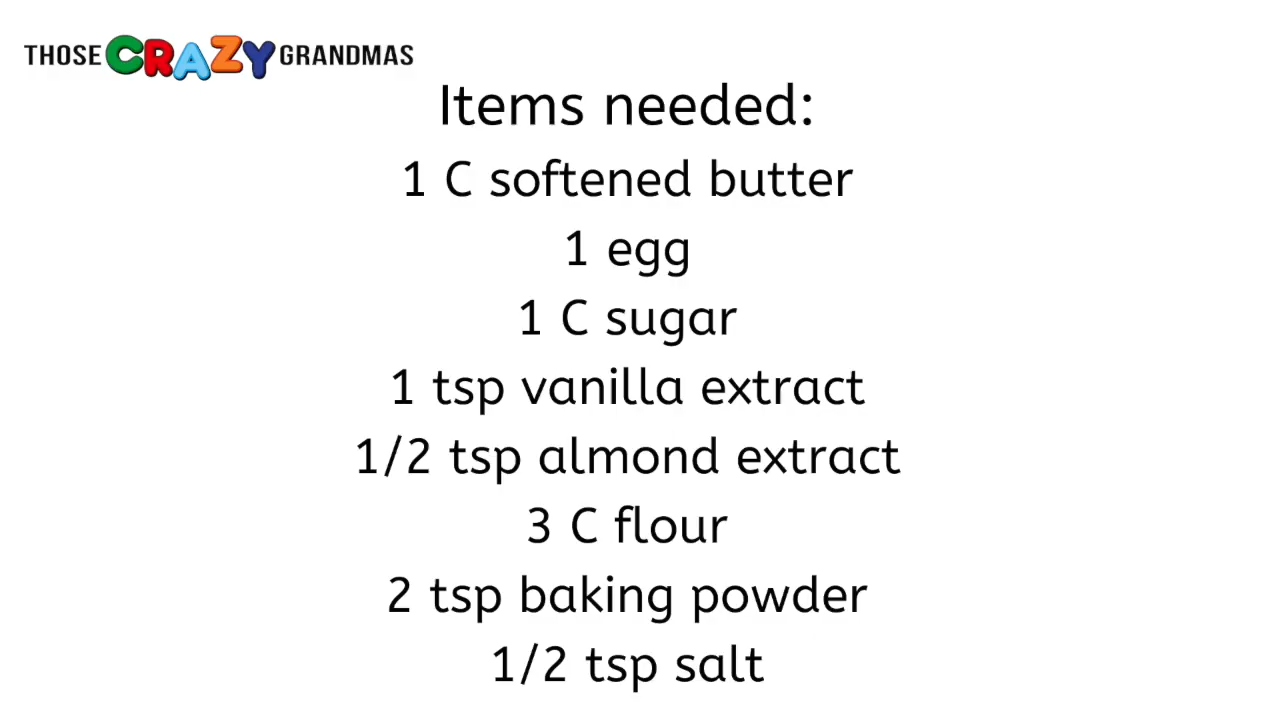 THOSE CRAZY GRANDMAS
Items needed:
1 C softened butter
1 egg
1 C sugar
1 tsp vanilla extract
1/2 tsp almond extract
3 C flour
2 tsp baking powder
1/2 tsp salt